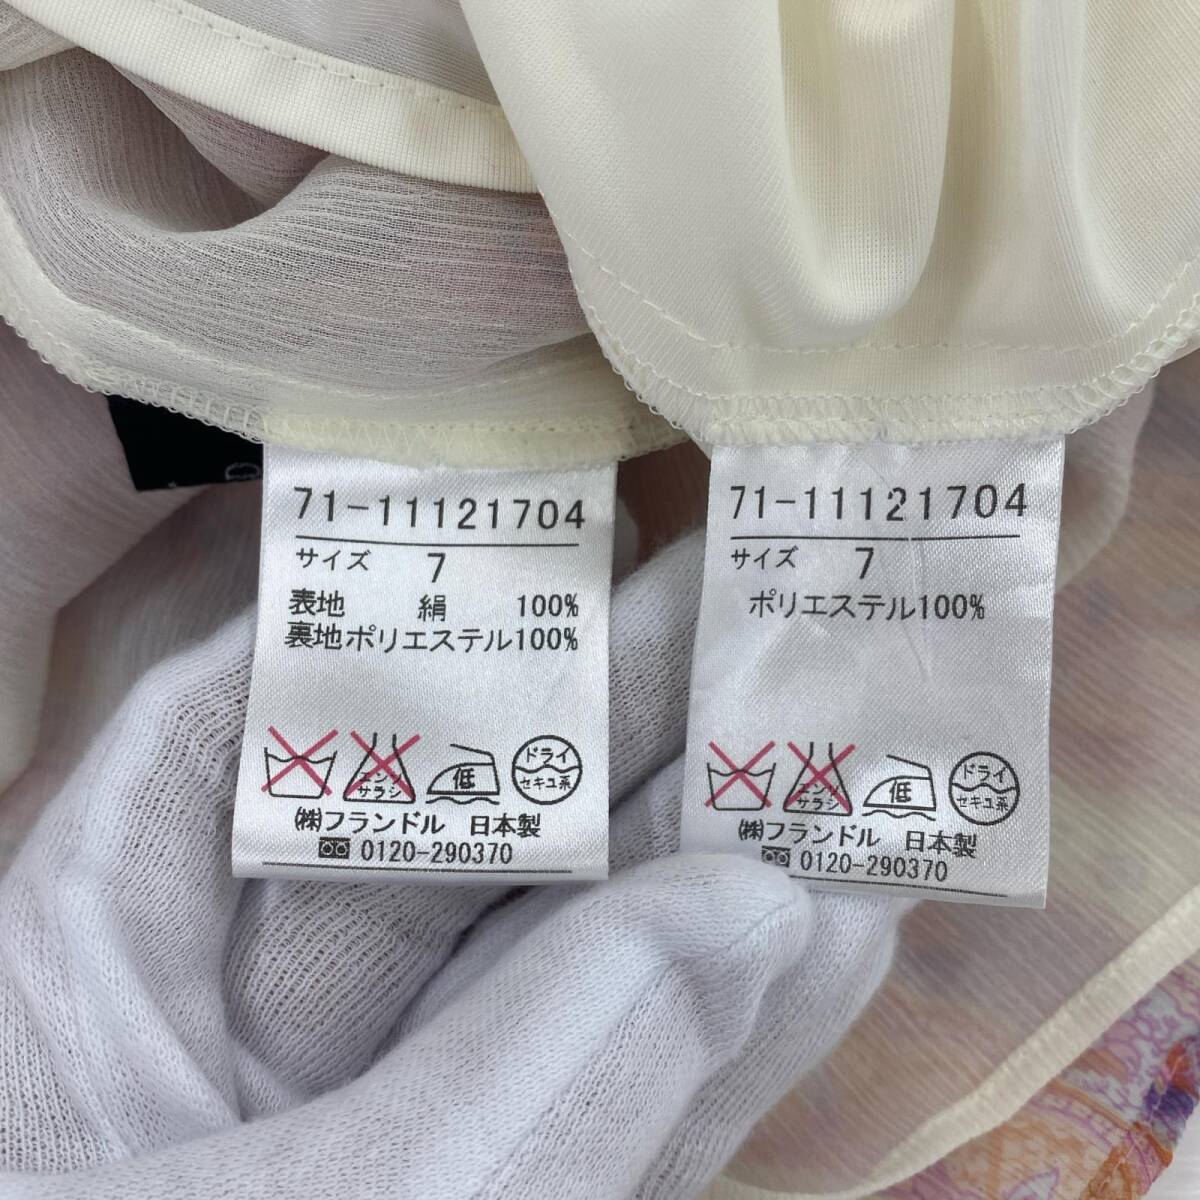 71-11121704
サイズ 7
表地 絹 100%
裏地ポリエステル100%
エンソ
サラシ
低
ドライ
セキユ系
㈱フランドル 日本製
0120-290370
71-11121704
サイズ 7
ポリエステル100%
エンソ
サラシ
低
ドライ
セキユ系
㈱フランドル 日本製
0120-290370